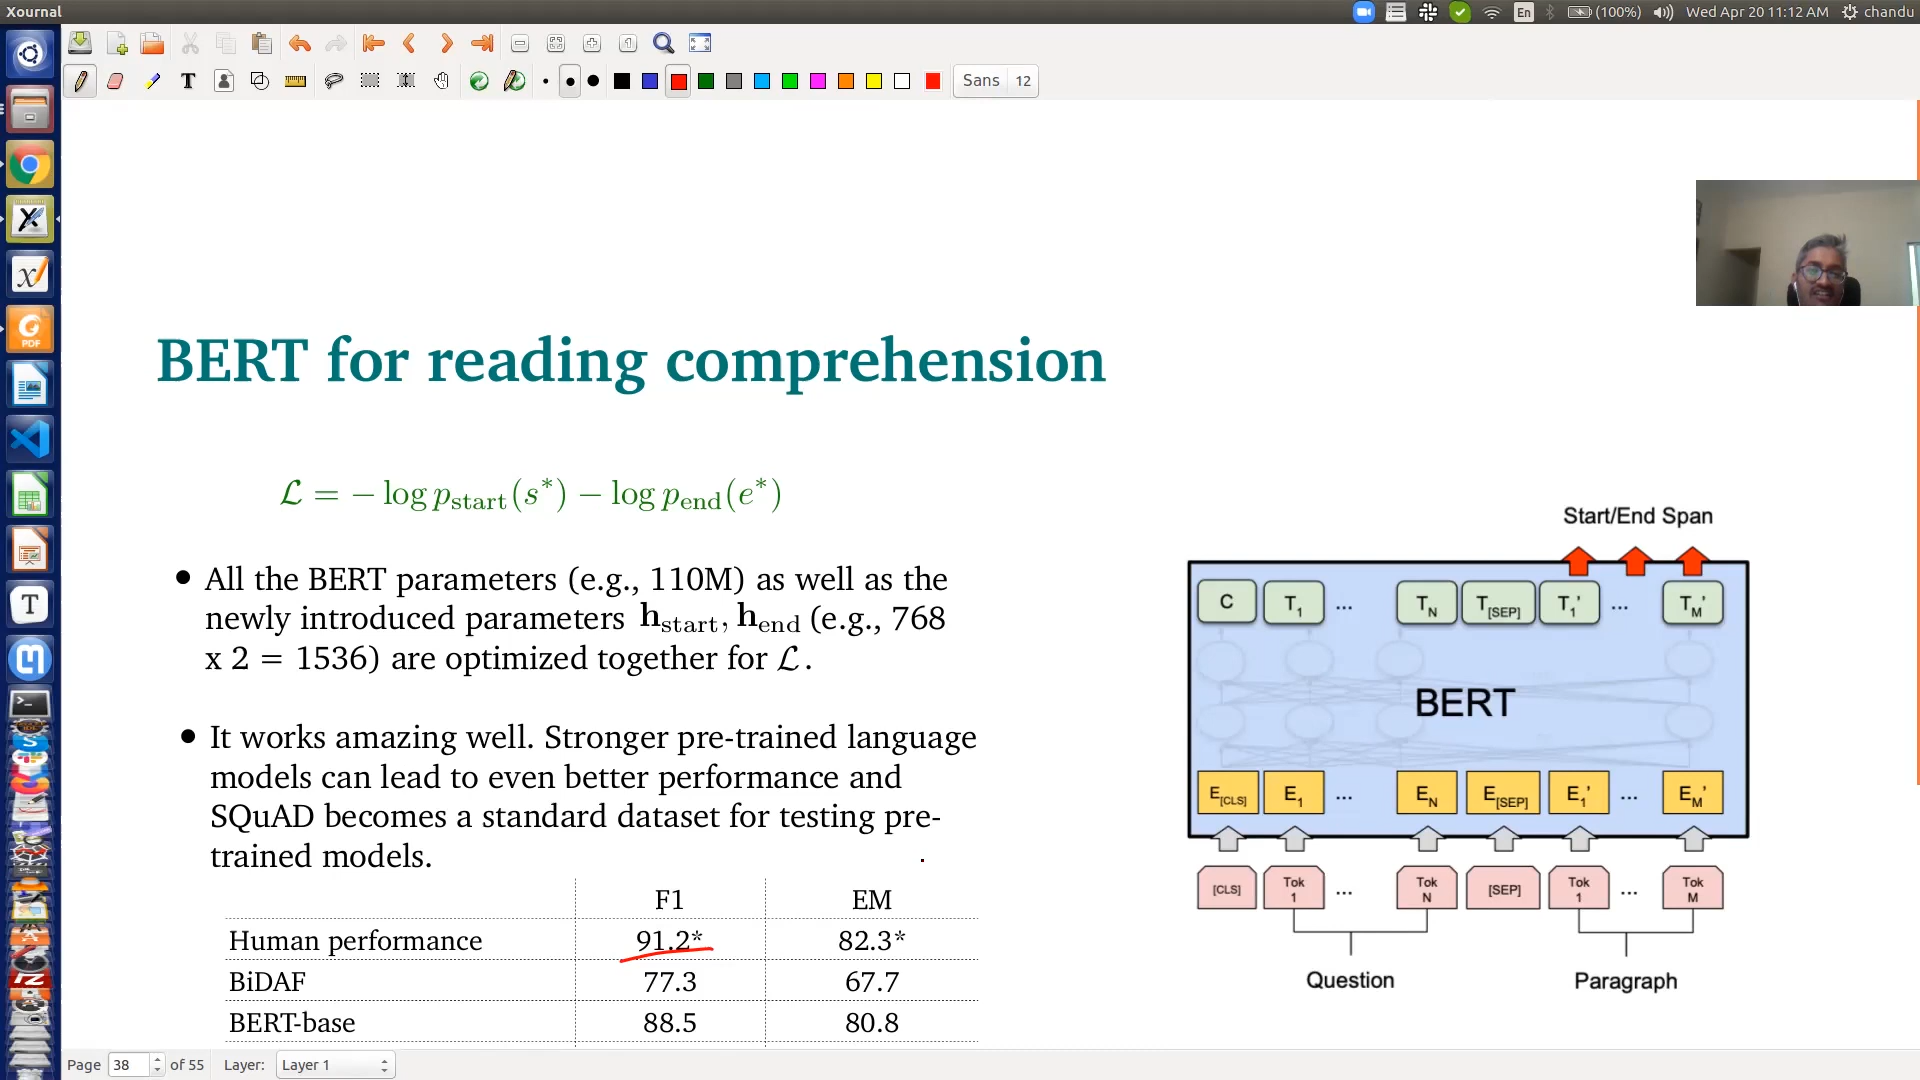 Xournal
En
(100%)
Wed Apr 20 11:12 AM
chandu
Sans 12
BERT for reading comprehension
ℒ = − log p_start(s*) − log p_end(e*)
Start/End Span
• All the BERT parameters (e.g., 110M) as well as the
newly introduced parameters h_start, h_end (e.g., 768
x 2 = 1536) are optimized together for ℒ.
• It works amazing well. Stronger pre-trained language
models can lead to even better performance and
SQuAD becomes a standard dataset for testing pre-
trained models.
F1 EM
Human performance 91.2* 82.3*
BiDAF 77.3 67.7
BERT-base 88.5 80.8
C T1 ... TN T[SEP] T1' ... TM'
BERT
E[CLS] E1 ... EN E[SEP] E1' ... EM'
[CLS] Tok 1 ... Tok N [SEP] Tok 1 ... Tok M
Question Paragraph
PDF
Page 38 of 55 Layer: Layer 1